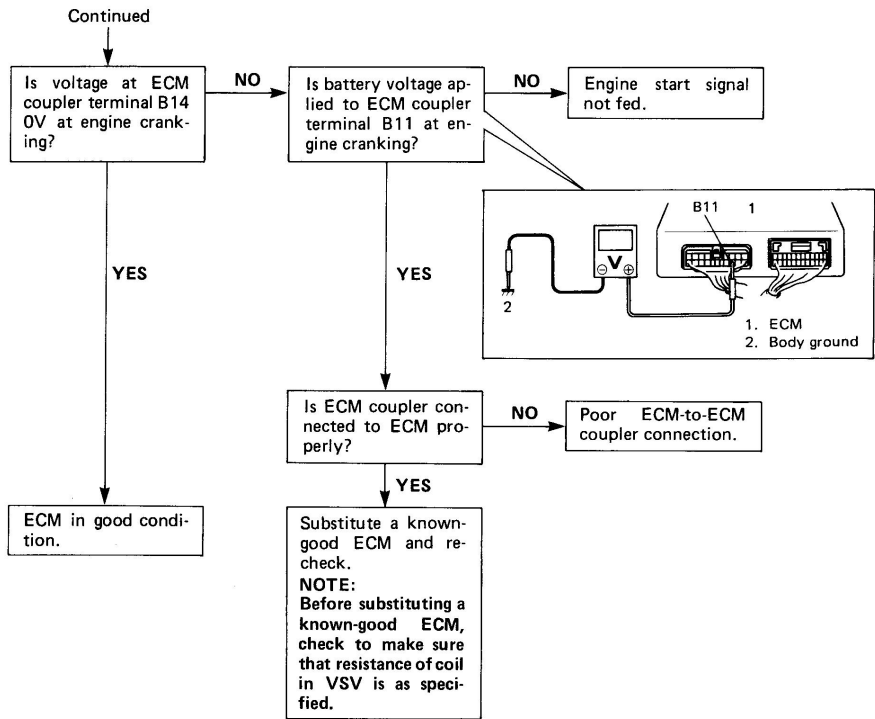 Continued
Is voltage at ECM
coupler terminal B14
0V at engine crank-
ing?
NO
Is battery voltage ap-
plied to ECM coupler
terminal B11 at en-
gine cranking?
NO
Engine start signal
not fed.
B11
1
V
2
1. ECM
2. Body ground
YES
YES
Is ECM coupler con-
nected to ECM pro-
perly?
NO
Poor ECM-to-ECM
coupler connection.
YES
ECM in good condi-
tion.
Substitute a known-
good ECM and re-
check.
NOTE:
Before substituting a
known-good ECM,
check to make sure
that resistance of coil
in VSV is as speci-
fied.